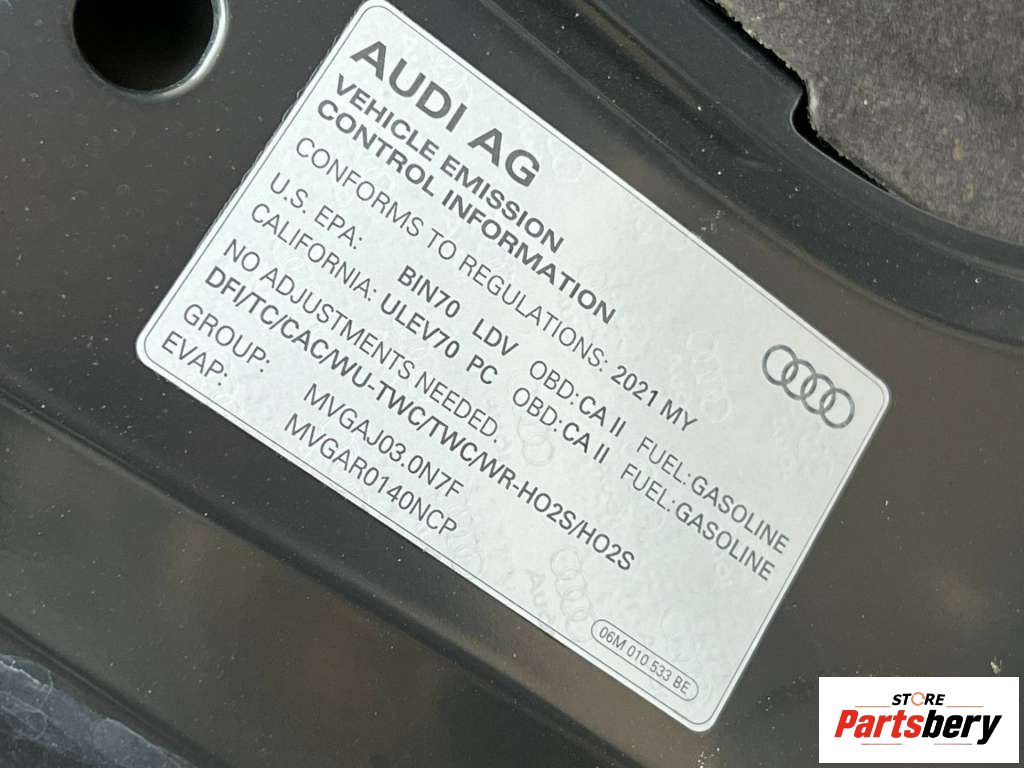 AUDI AG
VEHICLE EMISSION
CONTROL INFORMATION
CONFORMS TO REGULATIONS: 2021 MY
U.S. EPA: BIN70 LDV OBD: CA II FUEL: GASOLINE
CALIFORNIA: ULEV70 PC OBD: CA II FUEL: GASOLINE
NO ADJUSTMENTS NEEDED.
DFI/TC/CAC/WU-TWC/TWC/WR-HO2S/HO2S
GROUP: MVGAJ03.0N7F
EVAP: MVGAR0140NCP
06M 010 533 BE
STORE
Partsbery